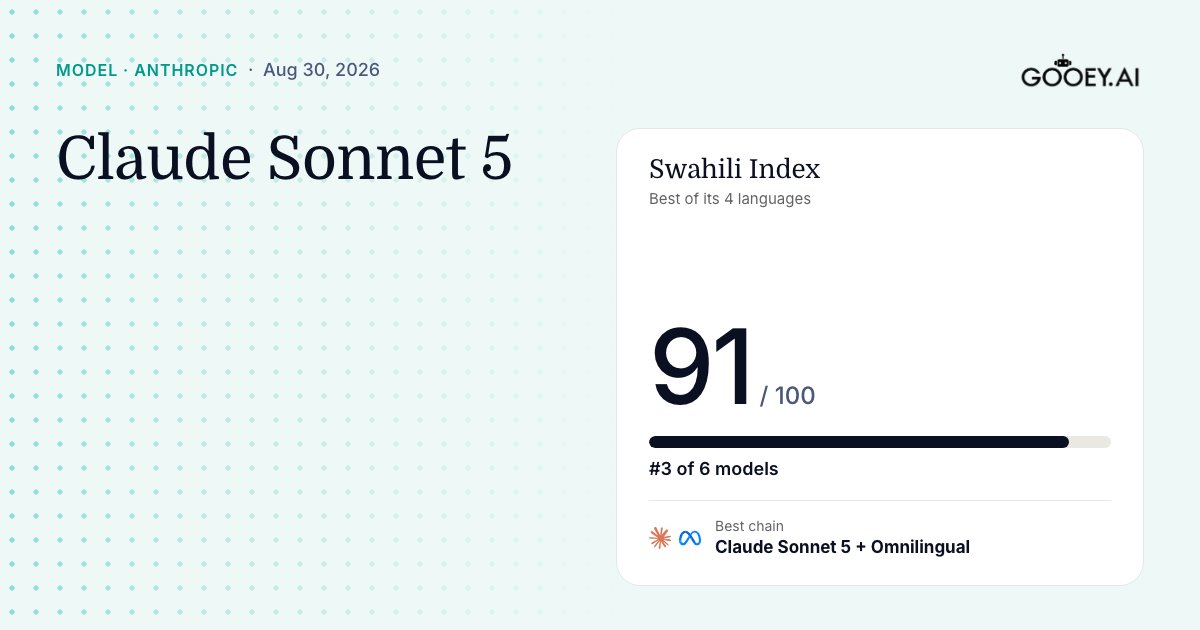 MODEL · ANTHROPIC · Aug 30, 2026
GOOEY.AI
Claude Sonnet 5
Swahili Index
Best of its 4 languages
91 / 100
#3 of 6 models
Best chain
Claude Sonnet 5 + Omnilingual